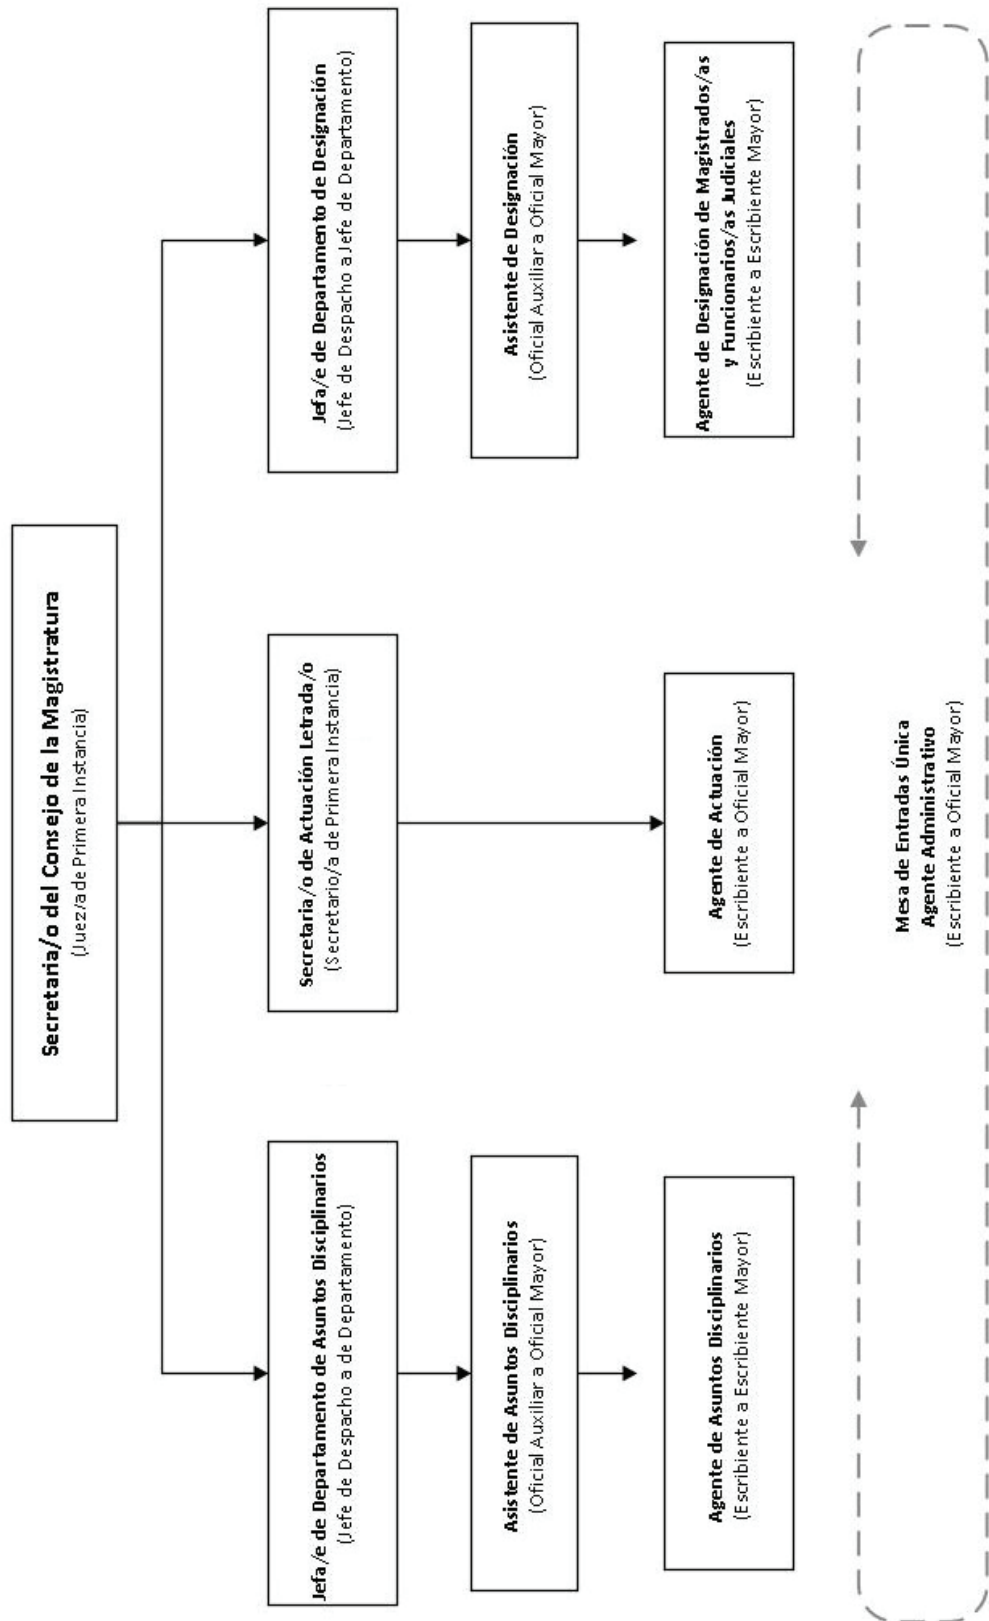 Secretaria/o del Consejo de la Magistratura
(Juez/a de Primera Instancia)
Jefa/e de Departamento de Asuntos Disciplinarios
(Jefe de Despacho a de Departamento)
Secretaria/o de Actuación Letrada/o
(Secretario/a de Primera Instancia)
Jefa/e de Departamento de Designación
(Jefe de Despacho a Jefe de Departamento)
Asistente de Asuntos Disciplinarios
(Oficial Auxiliar a Oficial Mayor)
Asistente de Designación
(Oficial Auxiliar a Oficial Mayor)
Agente de Asuntos Disciplinarios
(Escribiente a Escribiente Mayor)
Agente de Actuación
(Escribiente a Oficial Mayor)
Agente de Designación de Magistrados/as
y Funcionarios/as Judiciales
(Escribiente a Escribiente Mayor)
Mesa de Entradas Única
Agente Administrativo
(Escribiente a Oficial Mayor)